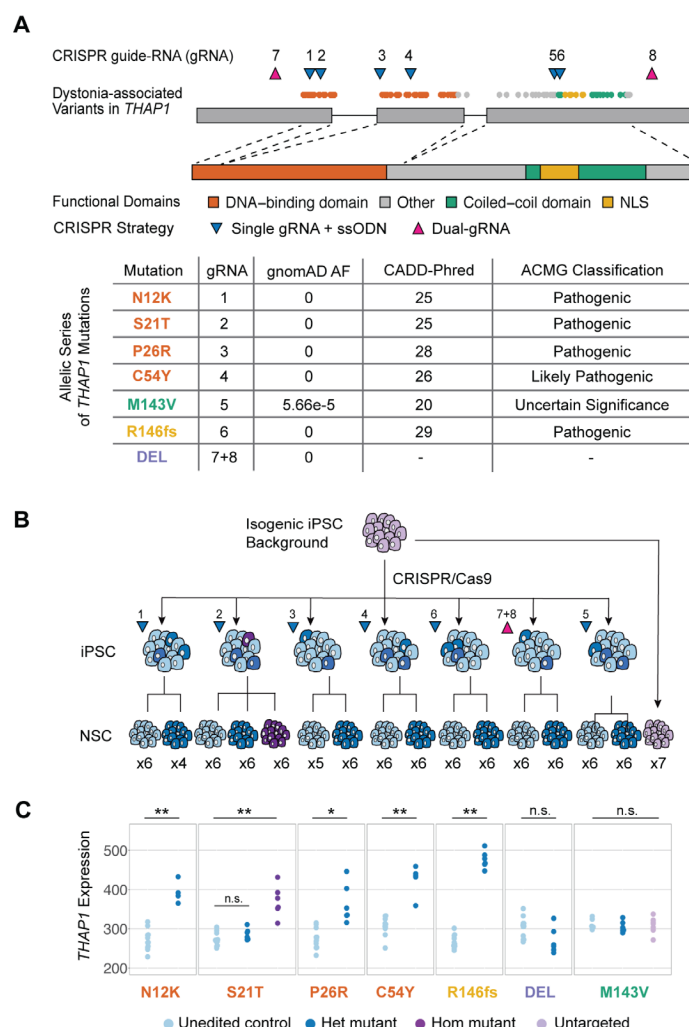 A
CRISPR guide-RNA (gRNA)
7 1 2 3 4 56 8
Dystonia-associated
Variants in THAP1
Functional Domains DNA–binding domain Other Coiled–coil domain NLS
CRISPR Strategy Single gRNA + ssODN Dual-gRNA
Allelic Series
of THAP1 Mutations
Mutation gRNA gnomAD AF CADD-Phred ACMG Classification
N12K 1 0 25 Pathogenic
S21T 2 0 25 Pathogenic
P26R 3 0 28 Pathogenic
C54Y 4 0 26 Likely Pathogenic
M143V 5 5.66e-5 20 Uncertain Significance
R146fs 6 0 29 Pathogenic
DEL 7+8 0 - -
B
Isogenic iPSC
Background
CRISPR/Cas9
1 2 3 4 6 7+8 5
iPSC
NSC
x6 x4 x6 x6 x6 x5 x6 x6 x6 x6 x6 x6 x6 x6 x6 x7
C
** ** * ** ** n.s. n.s.
n.s.
THAP1 Expression
500
400
300
200
N12K S21T P26R C54Y R146fs DEL M143V
Unedited control Het mutant Hom mutant Untargeted